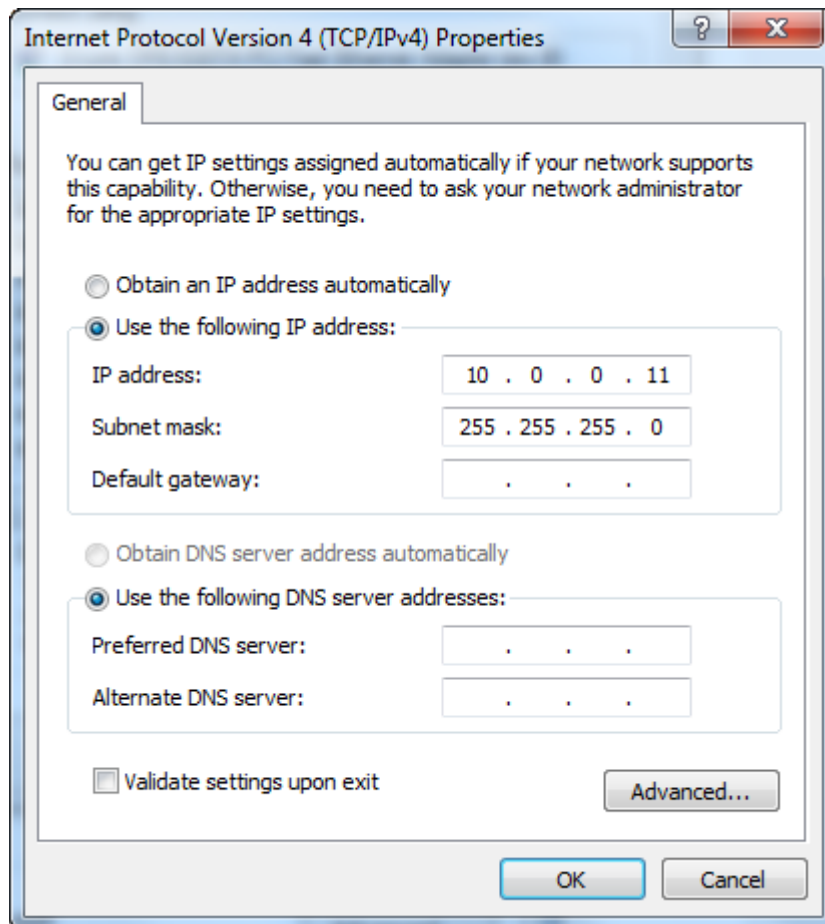 Internet Protocol Version 4 (TCP/IPv4) Properties
General
You can get IP settings assigned automatically if your network supports
this capability. Otherwise, you need to ask your network administrator
for the appropriate IP settings.
Obtain an IP address automatically
Use the following IP address:
IP address: 10 . 0 . 0 . 11
Subnet mask: 255 . 255 . 255 . 0
Default gateway: . . .
Obtain DNS server address automatically
Use the following DNS server addresses:
Preferred DNS server: . . .
Alternate DNS server: . . .
Validate settings upon exit
Advanced...
OK Cancel